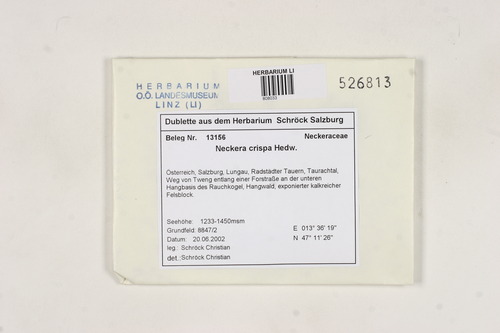 HERBARIUM
O.Ö. LANDESMUSEUM
LINZ (LI)
HERBARIUM LI
526813
Dublette aus dem Herbarium Schröck Salzburg
Beleg Nr. 13156 Neckeraceae
Neckera crispa Hedw.
Österreich, Salzburg, Lungau, Radstädter Tauern, Taurachtal,
Weg von Tweng entlang einer Forstraße an der unteren
Hangbasis des Rauchkogel, Hangwald, exponierter kalkreicher
Felsblock
Seehöhe: 1233-1450msm
Grundfeld: 8847/2 E 013° 36' 19"
Datum: 20.06.2002 N 47° 11' 26"
leg.: Schröck Christian
det.: Schröck Christian